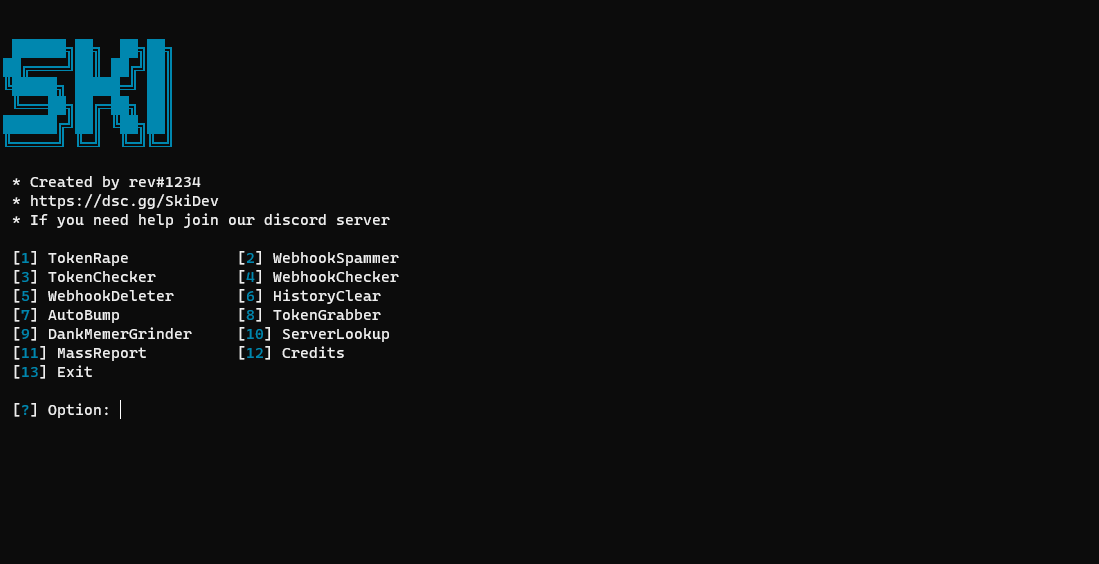 SKI
* Created by rev#1234
* https://dsc.gg/SkiDev
* If you need help join our discord server
[1] TokenRape [2] WebhookSpammer
[3] TokenChecker [4] WebhookChecker
[5] WebhookDeleter [6] HistoryClear
[7] AutoBump [8] TokenGrabber
[9] DankMemerGrinder [10] ServerLookup
[11] MassReport [12] Credits
[13] Exit
[?] Option: